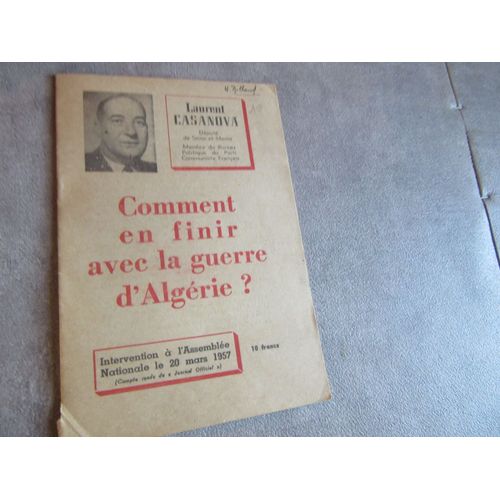 Laurent
CASANOVA
Député
de Seine et Marne
Membre du Bureau
Politique du Parti
Communiste Français
Comment
en finir
avec la guerre
d'Algérie ?
Intervention à l'Assemblée
Nationale le 20 mars 1957
(Compte rendu du « Journal Officiel »)
10 francs